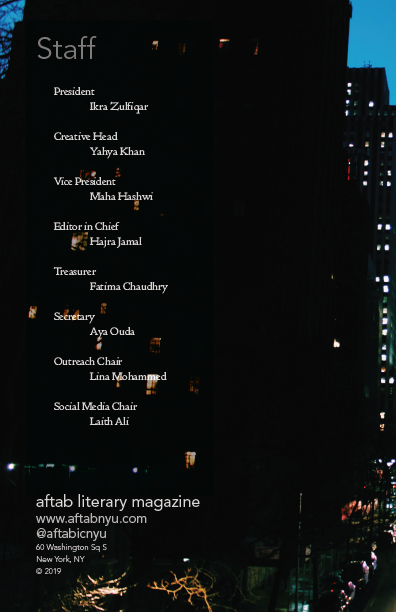 Staff
President
Ikra Zulfiqar
Creative Head
Yahya Khan
Vice President
Maha Hashwi
Editor in Chief
Hajra Jamal
Treasurer
Fatima Chaudhry
Secretary
Aya Ouda
Outreach Chair
Lina Mohammed
Social Media Chair
Laith Ali
aftab literary magazine
www.aftabnyu.com
@aftabicnyu
60 Washington Sq S
New York, NY
© 2019